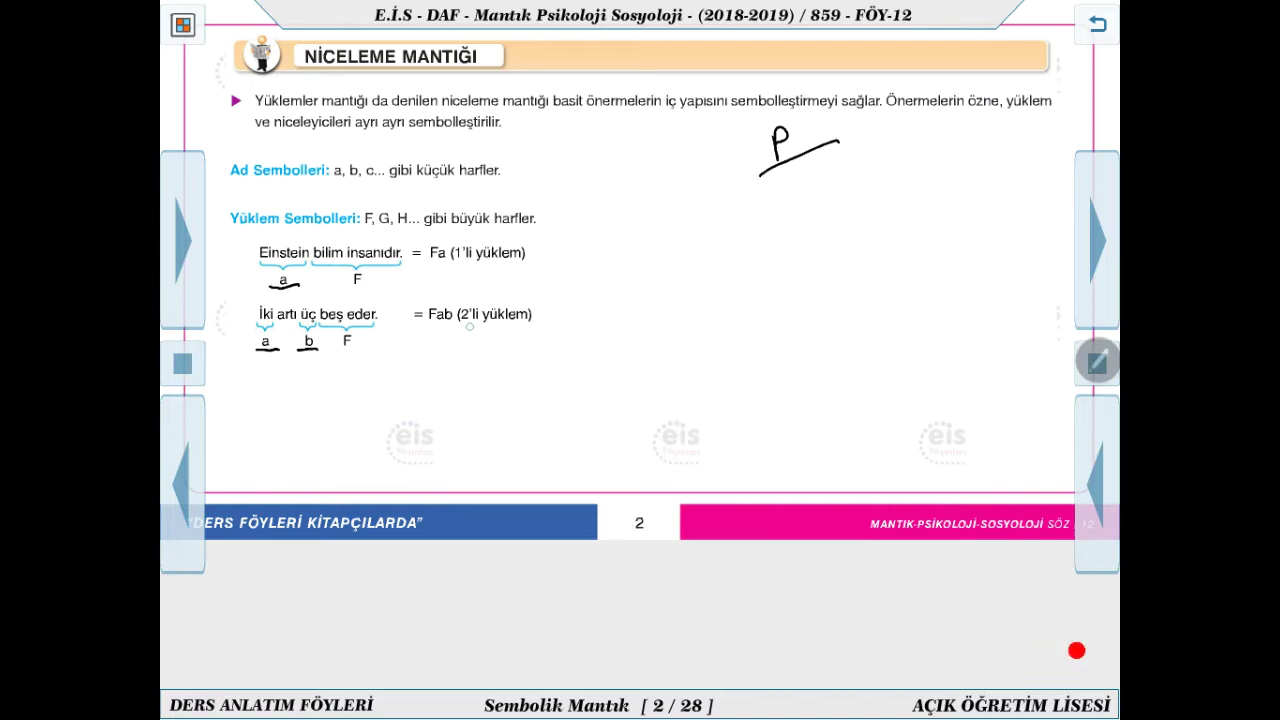 E.İ.S - DAF - Mantık Psikoloji Sosyoloji - (2018-2019) / 859 - FÖY-12
NİCELEME MANTIĞI
Yüklemler mantığı da denilen niceleme mantığı basit önermelerin iç yapısını sembolleştirmeyi sağlar. Önermelerin özne, yüklem
ve niceleyicileri ayrı ayrı sembolleştirilir.
P
Ad Sembolleri: a, b, c... gibi küçük harfler.
Yüklem Sembolleri: F, G, H... gibi büyük harfler.
Einstein bilim insanıdır. = Fa (1'li yüklem)
a F
İki artı üç beş eder. = Fab (2'li yüklem)
a b F
eis eis eis
"DERS FÖYLERİ KİTAPÇILARDA" 2 MANTIK-PSİKOLOJİ-SOSYOLOJİ SÖZ / 12
DERS ANLATIM FÖYLERİ Sembolik Mantık [ 2 / 28 ] AÇIK ÖĞRETİM LİSESİ